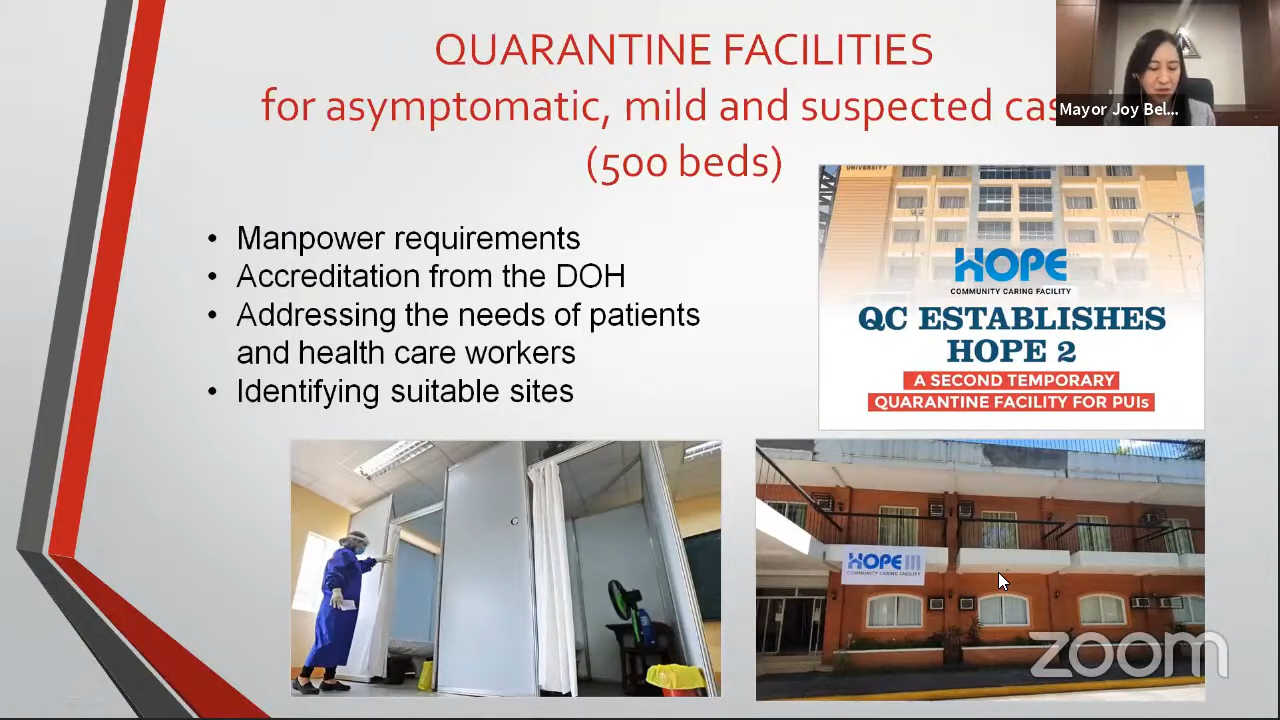 QUARANTINE FACILITIES
for asymptomatic, mild and suspected cas
(500 beds)
Mayor Joy Bel...
• Manpower requirements
• Accreditation from the DOH
• Addressing the needs of patients
and health care workers
• Identifying suitable sites
UNIVERSITY
HOPE
COMMUNITY CARING FACILITY
QC ESTABLISHES
HOPE 2
A SECOND TEMPORARY
QUARANTINE FACILITY FOR PUIs
HOPE III
COMMUNITY CARING FACILITY
zoom